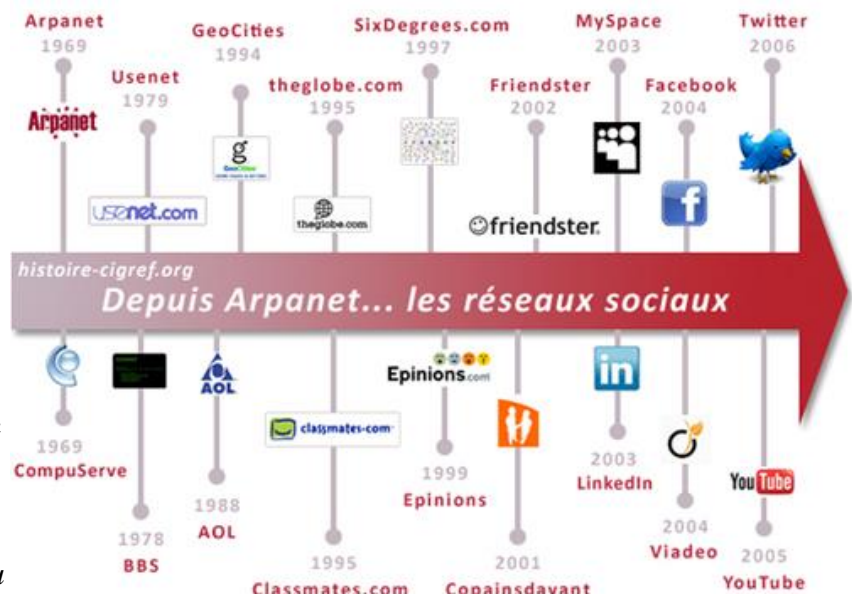 Arpanet
1969
Arpanet
Usenet
1979
usenet.com
GeoCities
1994
g
GeoCities
theglobe.com
1995
theglobe.com
SixDegrees.com
1997
Friendster
2002
friendster.
MySpace
2003
Facebook
2004
f
Twitter
2006
histoire-cigref.org
Depuis Arpanet... les réseaux sociaux
1969
CompuServe
1978
BBS
AOL
1988
AOL
classmates.com
1995
Classmates.com
Epinions.com
1999
Epinions
2001
Copainsdavant
in
2003
LinkedIn
2004
Viadeo
YouTube
2005
YouTube